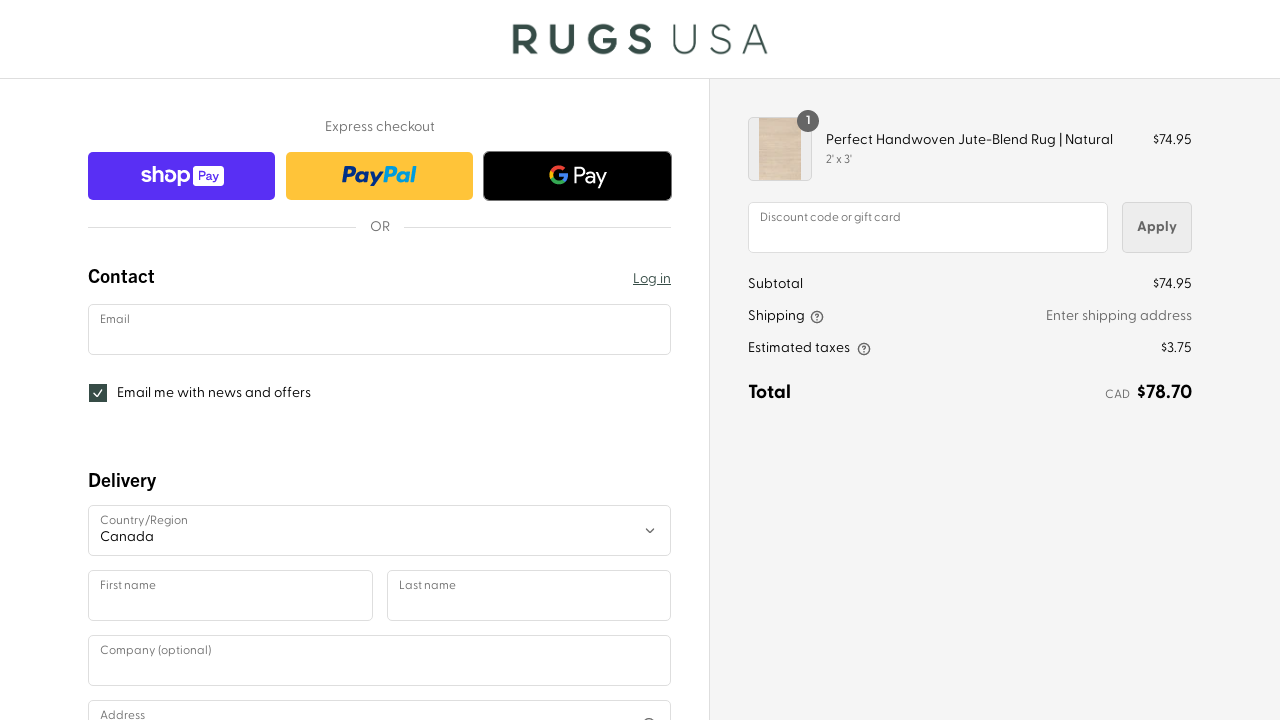 RUGS USA
Express checkout
shop Pay
PayPal
G Pay
OR
Contact
Log in
Email
Email me with news and offers
Delivery
Country/Region
Canada
First name
Last name
Company (optional)
Address
1
Perfect Handwoven Jute-Blend Rug | Natural
$74.95
2' x 3'
Discount code or gift card
Apply
Subtotal
$74.95
Shipping
Enter shipping address
Estimated taxes
$3.75
Total
CAD $78.70